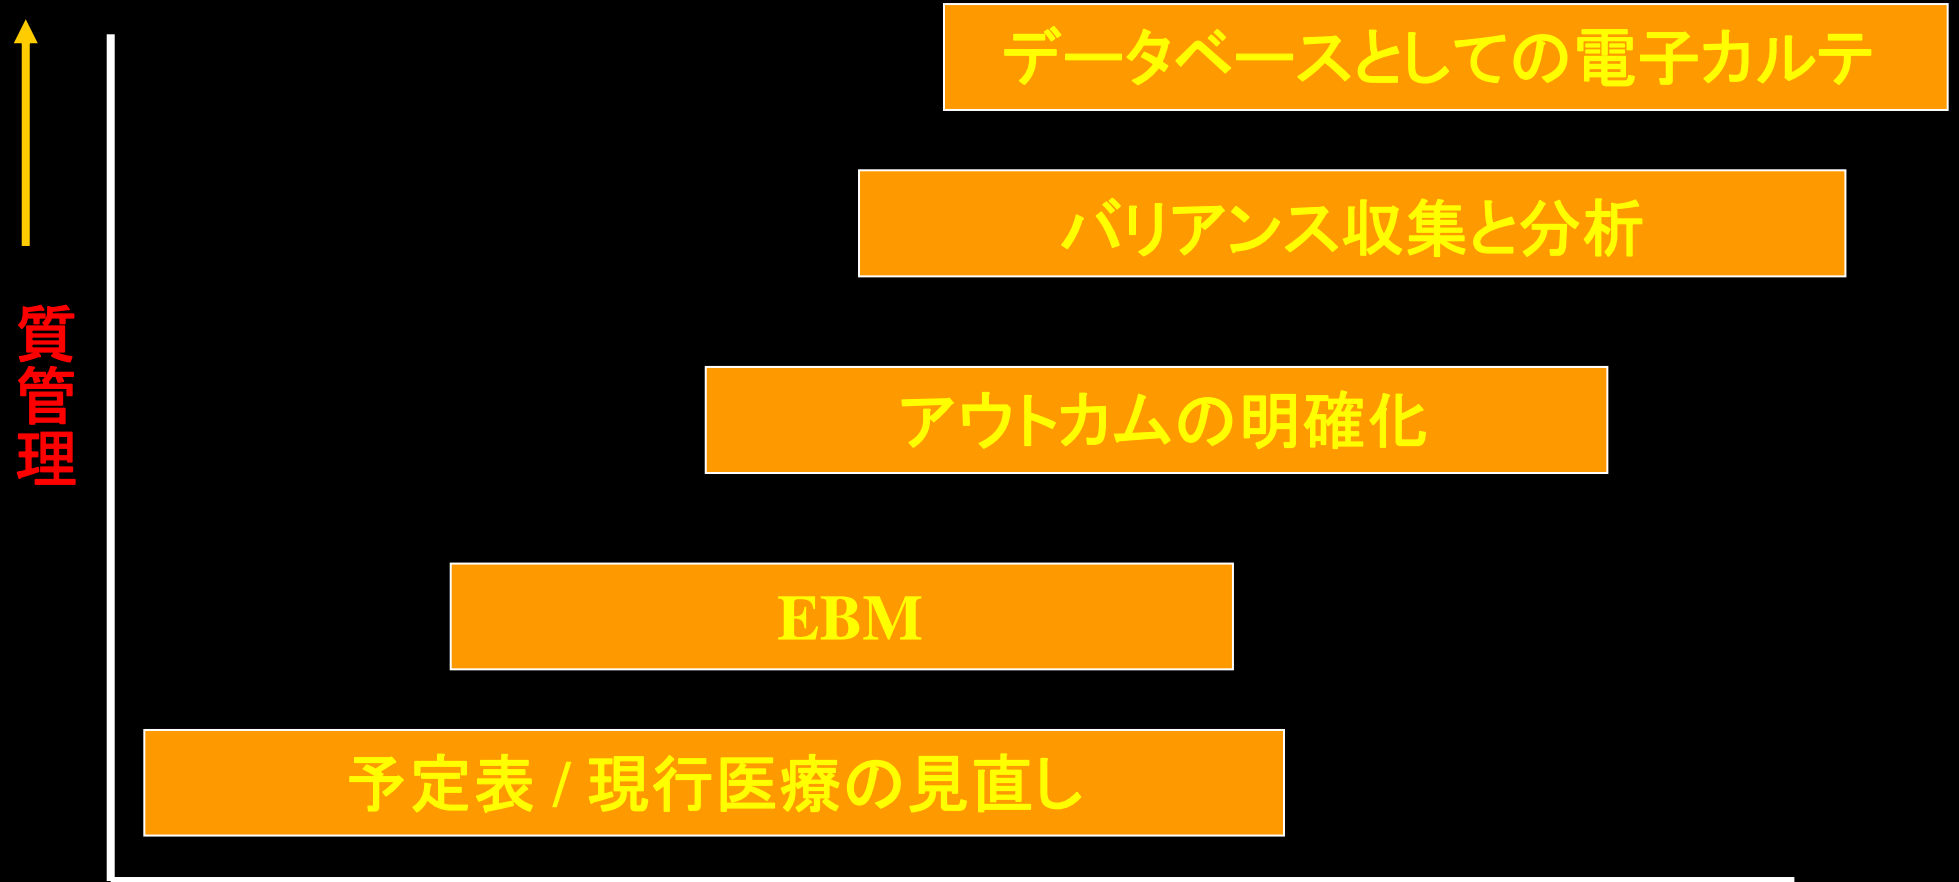 データベースとしての電子カルテ
バリアンス収集と分析
質管理
アウトカムの明確化
EBM
予定表 / 現行医療の見直し